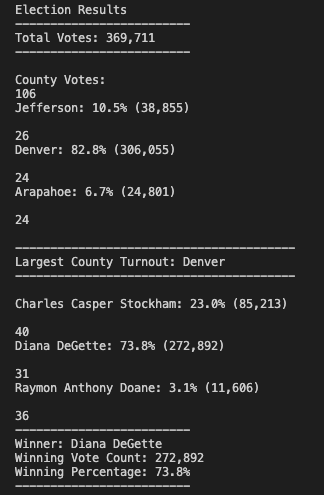 Election Results
-------------------------
Total Votes: 369,711
-------------------------
County Votes:
106
Jefferson: 10.5% (38,855)
26
Denver: 82.8% (306,055)
24
Arapahoe: 6.7% (24,801)
24
----------------------------------------
Largest County Turnout: Denver
----------------------------------------
Charles Casper Stockham: 23.0% (85,213)
40
Diana DeGette: 73.8% (272,892)
31
Raymon Anthony Doane: 3.1% (11,606)
36
-------------------------
Winner: Diana DeGette
Winning Vote Count: 272,892
Winning Percentage: 73.8%
-------------------------